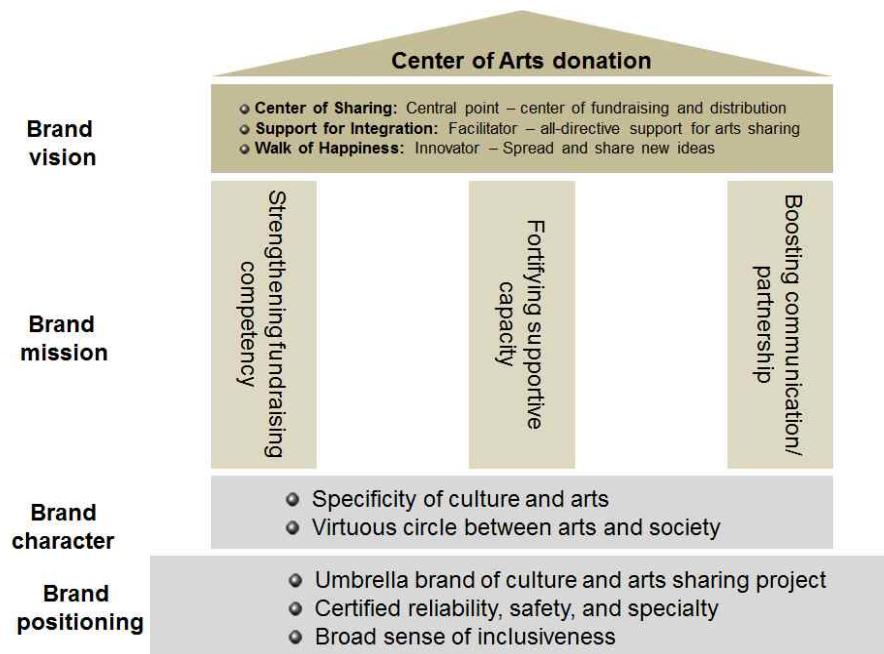 Center of Arts donation
Brand
vision
Center of Sharing: Central point – center of fundraising and distribution
Support for Integration: Facilitator – all-directive support for arts sharing
Walk of Happiness: Innovator – Spread and share new ideas
Brand
mission
Strengthening fundraising
competency
Fortifying supportive
capacity
Boosting communication/
partnership
Brand
character
Specificity of culture and arts
Virtuous circle between arts and society
Brand
positioning
Umbrella brand of culture and arts sharing project
Certified reliability, safety, and specialty
Broad sense of inclusiveness